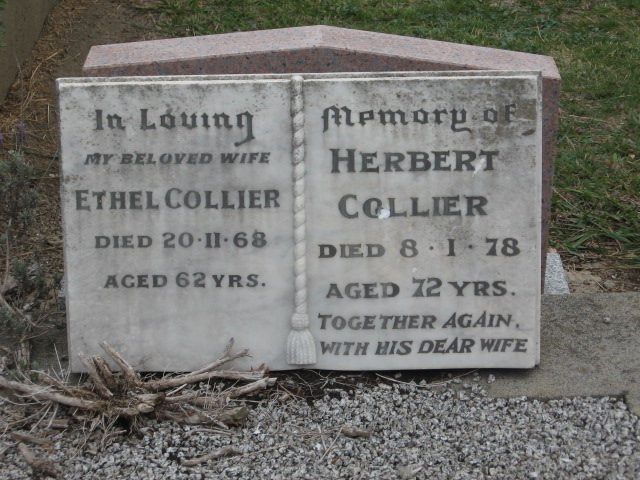 In Loving Memory of
MY BELOVED WIFE
ETHEL COLLIER
DIED 20·11·68
AGED 62 YRS.
HERBERT
COLLIER
DIED 8·1·78
AGED 72 YRS.
TOGETHER AGAIN,
WITH HIS DEAR WIFE